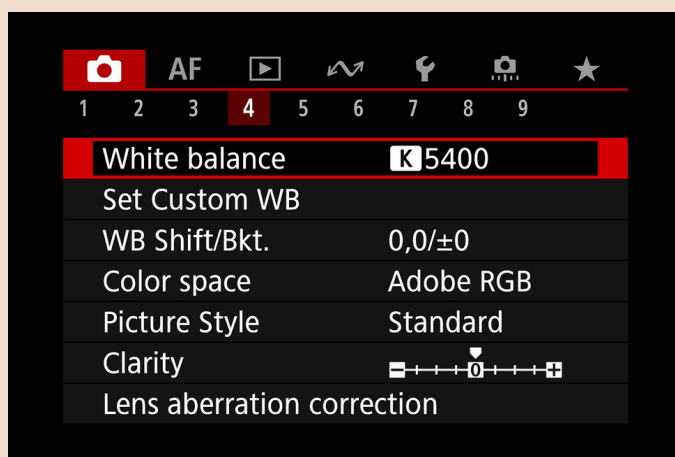 AF
1 2 3 4 5 6 7 8 9
White balance K 5400
Set Custom WB
WB Shift/Bkt. 0,0/±0
Color space Adobe RGB
Picture Style Standard
Clarity 0
Lens aberration correction